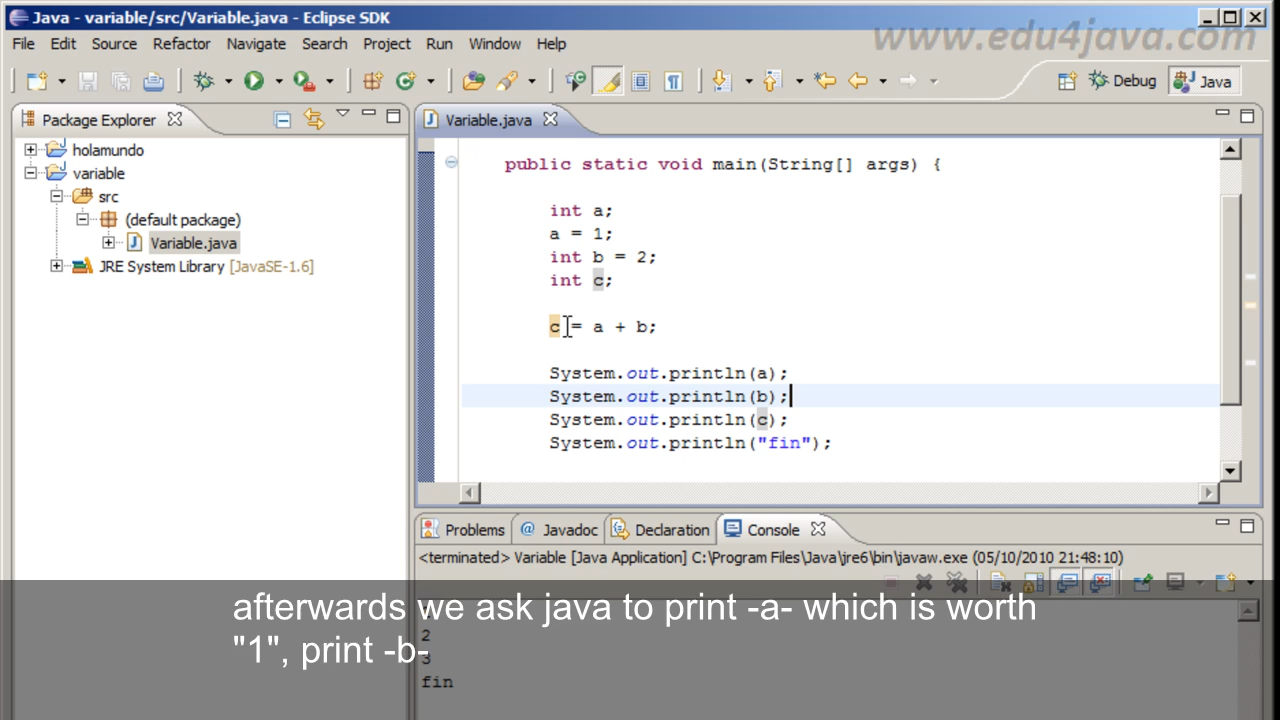 Java - variable/src/Variable.java - Eclipse SDK
File Edit Source Refactor Navigate Search Project Run Window Help
www.edu4java.com
Debug Java
Package Explorer
holamundo
variable
src
(default package)
Variable.java
JRE System Library [JavaSE-1.6]
Variable.java
public static void main(String[] args) {
int a;
a = 1;
int b = 2;
int c;
c = a + b;
System.out.println(a);
System.out.println(b);
System.out.println(c);
System.out.println("fin");
Problems @ Javadoc Declaration Console
<terminated> Variable [Java Application] C:\Program Files\Java\jre6\bin\javaw.exe (05/10/2010 21:48:10)
afterwards we ask java to print -a- which is worth
"1", print -b-
2
3
fin